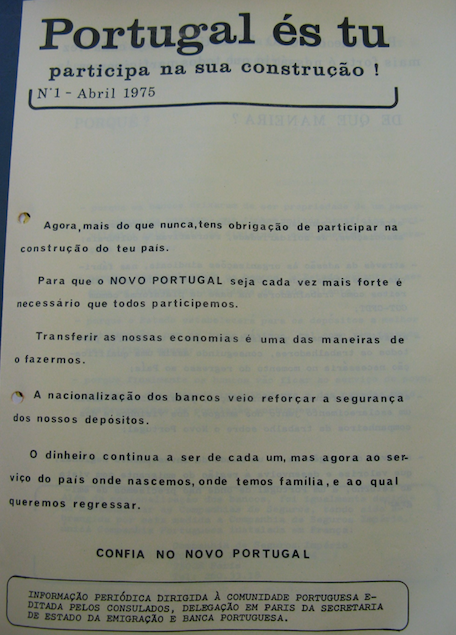 Portugal és tu
participa na sua construção !
Nº1 - Abril 1975
DE QUE MANEIRA?
Agora, mais do que nunca, tens obrigação de participar na
construção do teu país.
Para que o NOVO PORTUGAL seja cada vez mais forte é
necessário que todos participemos.
Transferir as nossas economias é uma das maneiras de
o fazermos.
A nacionalização dos bancos veio reforçar a segurança
dos nossos depósitos.
O dinheiro continua a ser de cada um, mas agora ao ser-
viço do país onde nascemos, onde temos família, e ao qual
queremos regressar.
CONFIA NO NOVO PORTUGAL
INFORMAÇÃO PERIÓDICA DIRIGIDA À COMUNIDADE PORTUGUESA E-
DITADA PELOS CONSULADOS, DELEGAÇÃO EM PARIS DA SECRETARIA
DE ESTADO DA EMIGRAÇÃO E BANCA PORTUGUESA.